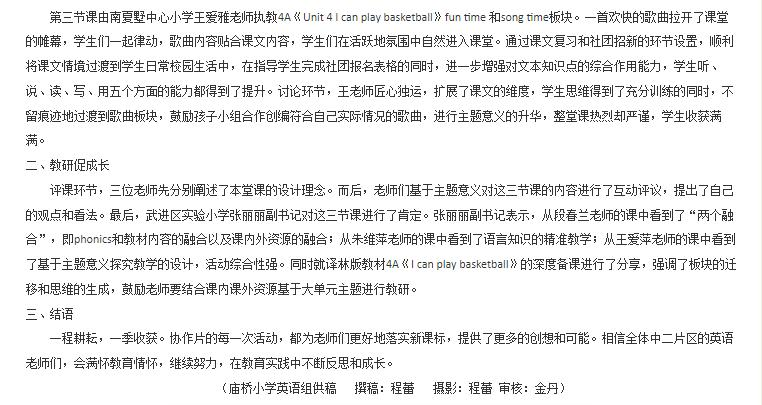 第三节课由南夏墅中心小学王爱雅老师执教4A《Unit 4 I can play basketball》fun time 和song time板块。一首欢快的歌曲拉开了课堂
的帷幕，学生们一起律动，歌曲内容贴合课文内容，学生们在活跃地氛围中自然进入课堂。通过课文复习和社团招新的环节设置，顺利
将课文情境过渡到学生日常校园生活中，在指导学生完成社团报名表格的同时，进一步增强对文本知识点的综合作用能力，学生听、
说、读、写、用五个方面的能力都得到了提升。讨论环节，王老师匠心独运，扩展了课文的维度，学生思维得到了充分训练的同时，不
留痕迹地过渡到歌曲板块，鼓励孩子小组合作创编符合自己实际情况的歌曲，进行主题意义的升华，整堂课热烈却严谨，学生收获满
满。
二、教研促成长
评课环节，三位老师先分别阐述了本堂课的设计理念。而后，老师们基于主题意义对这三节课的内容进行了互动评议，提出了自己
的观点和看法。最后，武进区实验小学张丽丽副书记对这三节课进行了肯定。张丽丽副书记表示，从段春兰老师的课中看到了“两个融
合”，即phonics和教材内容的融合以及课内外资源的融合；从朱维萍老师的课中看到了语言知识的精准教学；从王爱萍老师的课中看到
了基于主题意义探究教学的设计，活动综合性强。同时就译林版教材4A《I can play basketball》的深度备课进行了分享，强调了板块的迁
移和思维的生成，鼓励老师要结合课内课外资源基于大单元主题进行教研。
三、结语
一程耕耘，一季收获。协作片的每一次活动，都为老师们更好地落实新课标，提供了更多的创想和可能。相信全体中二片区的英语
老师们，会满怀教育情怀，继续努力，在教育实践中不断反思和成长。
（庙桥小学英语组供稿 撰稿：程蕾 摄影：程蕾 审核：金丹）